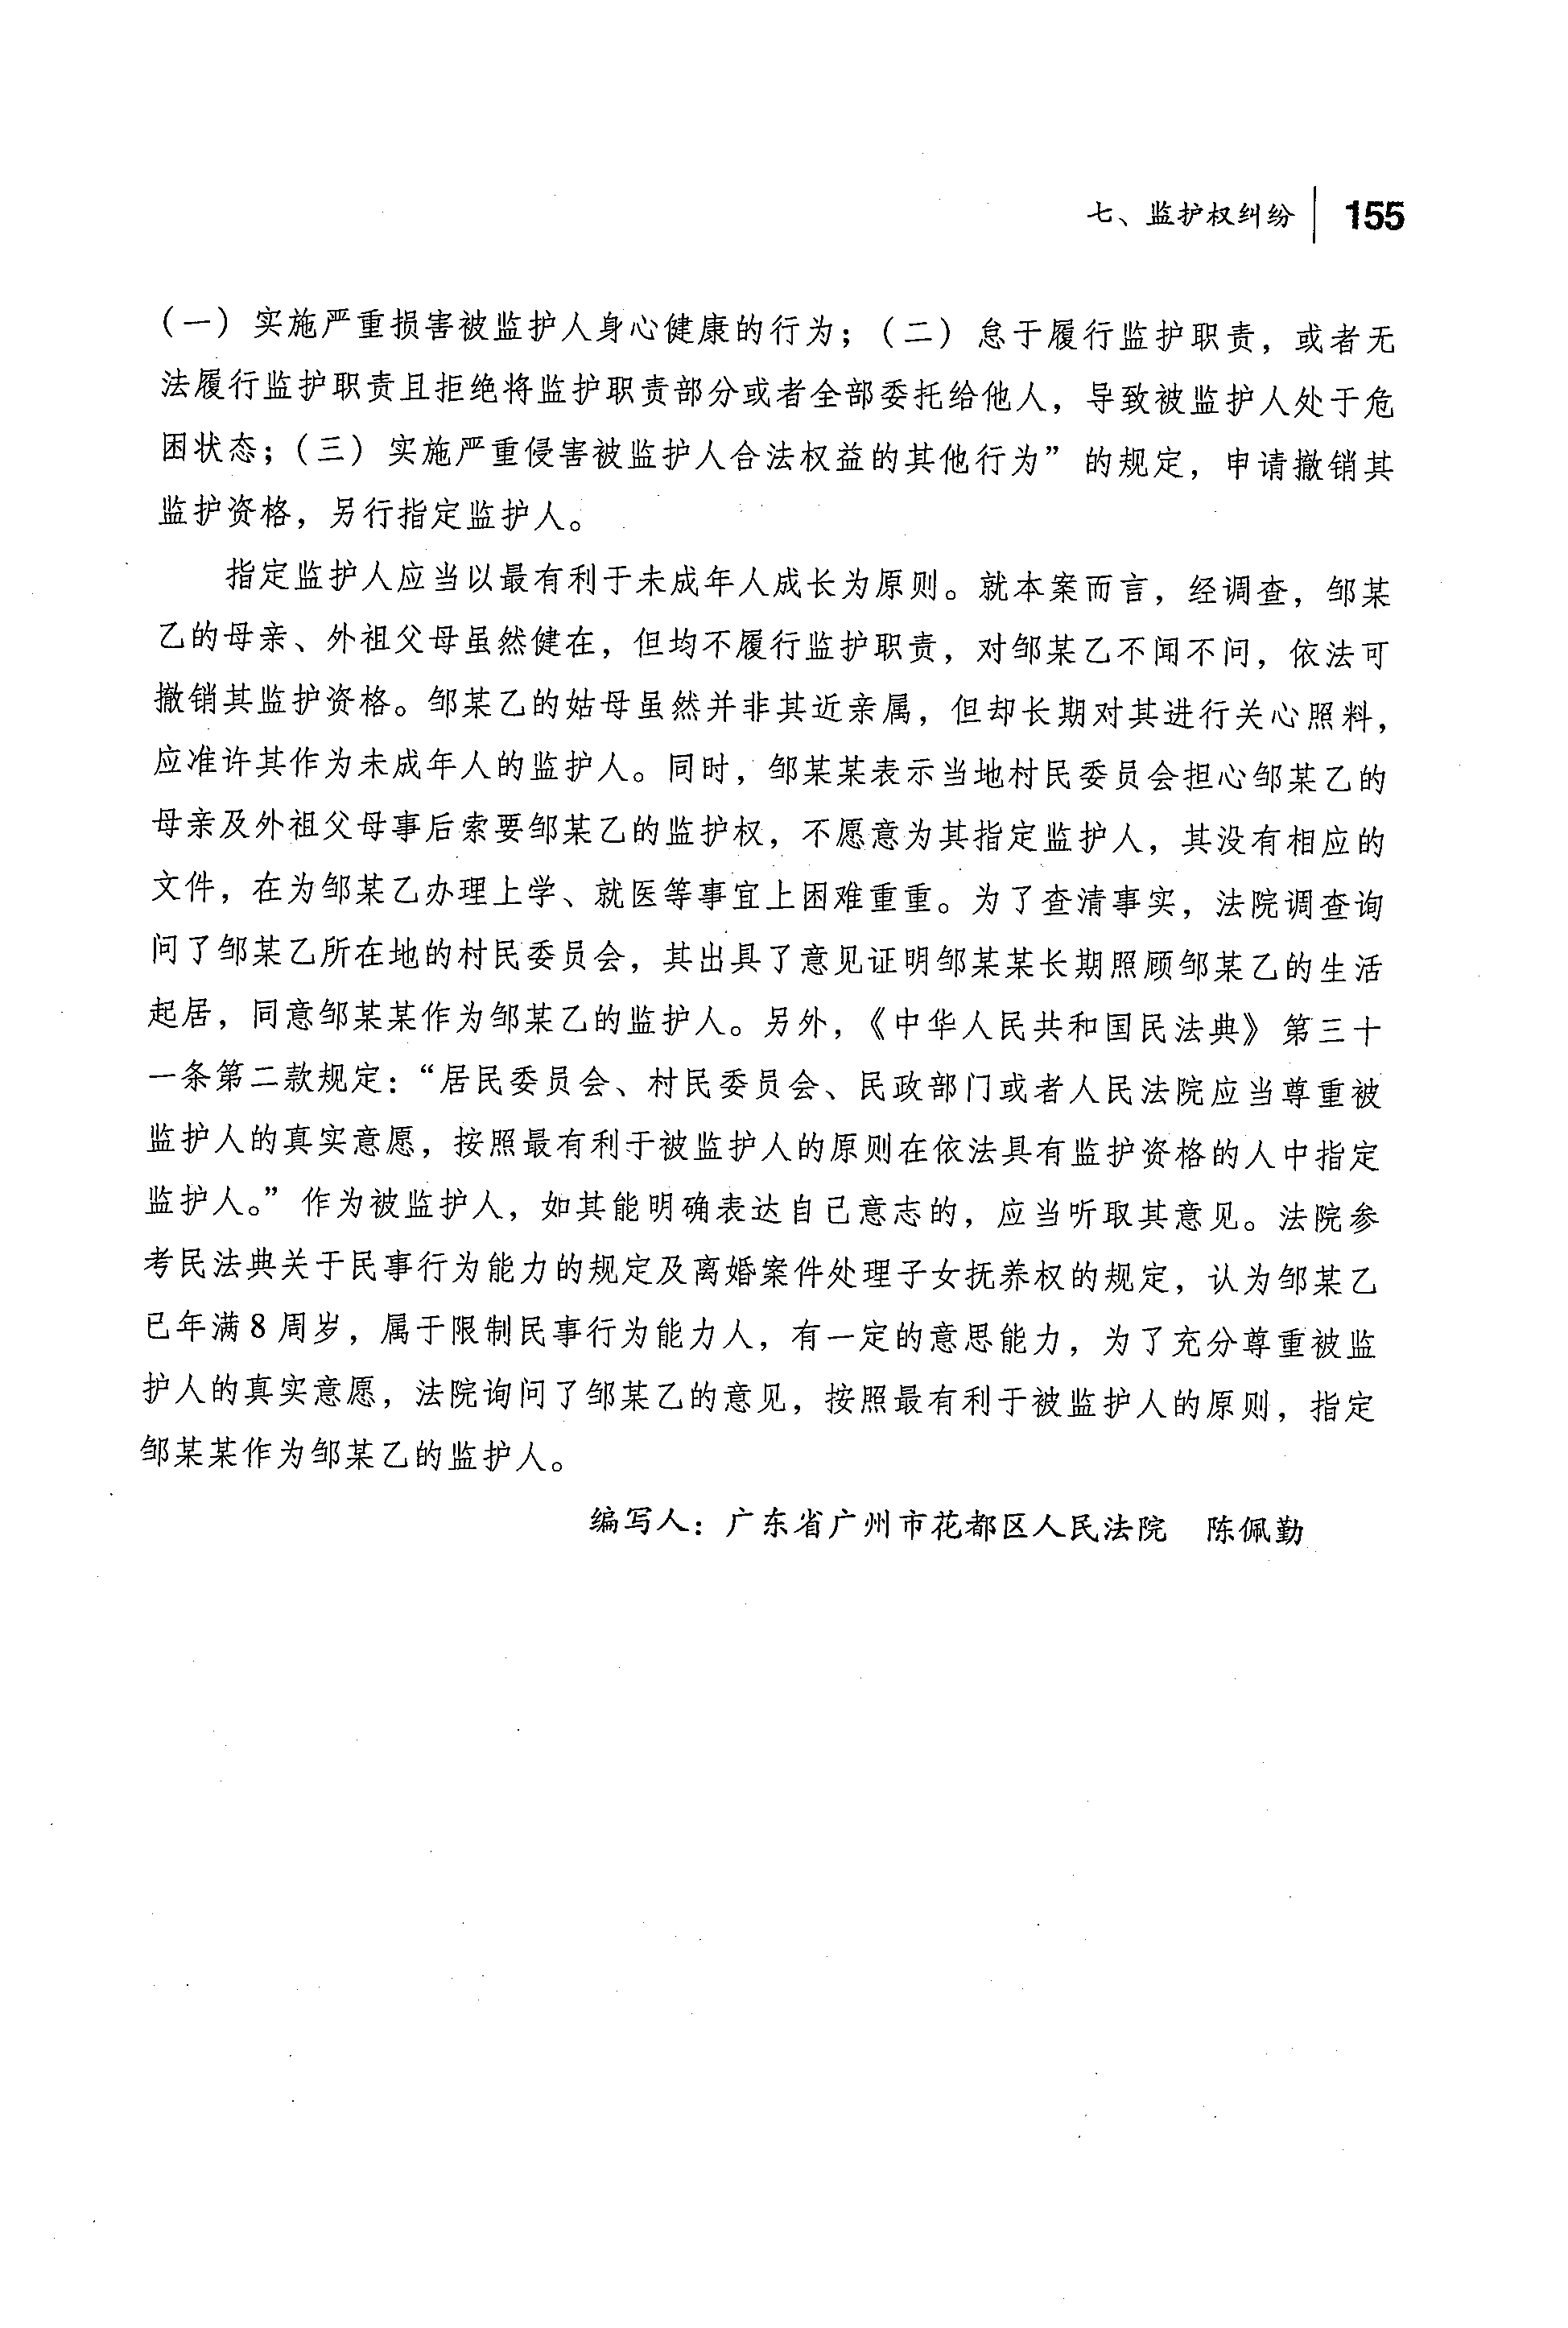 七、监护权纠纷 155
（一）实施严重损害被监护人身心健康的行为；（二）怠于履行监护职责，或者无
法履行监护职责且拒绝将监护职责部分或者全部委托给他人，导致被监护人处于危
困状态；（三）实施严重侵害被监护人合法权益的其他行为”的规定，申请撤销其
监护资格，另行指定监护人。
指定监护人应当以最有利于未成年人成长为原则。就本案而言，经调查，邹某
乙的母亲、外祖父母虽然健在，但均不履行监护职责，对邹某乙不闻不问，依法可
撤销其监护资格。邹某乙的姑母虽然并非其近亲属，但却长期对其进行关心照料，
应准许其作为未成年人的监护人。同时，邹某某表示当地村民委员会担心邹某乙的
母亲及外祖父母事后索要邹某乙的监护权，不愿意为其指定监护人，其没有相应的
文件，在为邹某乙办理上学、就医等事宜上困难重重。为了查清事实，法院调查询
问了邹某乙所在地的村民委员会，其出具了意见证明邹某某长期照顾邹某乙的生活
起居，同意邹某某作为邹某乙的监护人。另外，《中华人民共和国民法典》第三十
一条第二款规定：“居民委员会、村民委员会、民政部门或者人民法院应当尊重被
监护人的真实意愿，按照最有利于被监护人的原则在依法具有监护资格的人中指定
监护人。”作为被监护人，如其能明确表达自己意志的，应当听取其意见。法院参
考民法典关于民事行为能力的规定及离婚案件处理子女抚养权的规定，认为邹某乙
已年满8周岁，属于限制民事行为能力人，有一定的意思能力，为了充分尊重被监
护人的真实意愿，法院询问了邹某乙的意见，按照最有利于被监护人的原则，指定
邹某某作为邹某乙的监护人。
编写人：广东省广州市花都区人民法院 陈佩勤